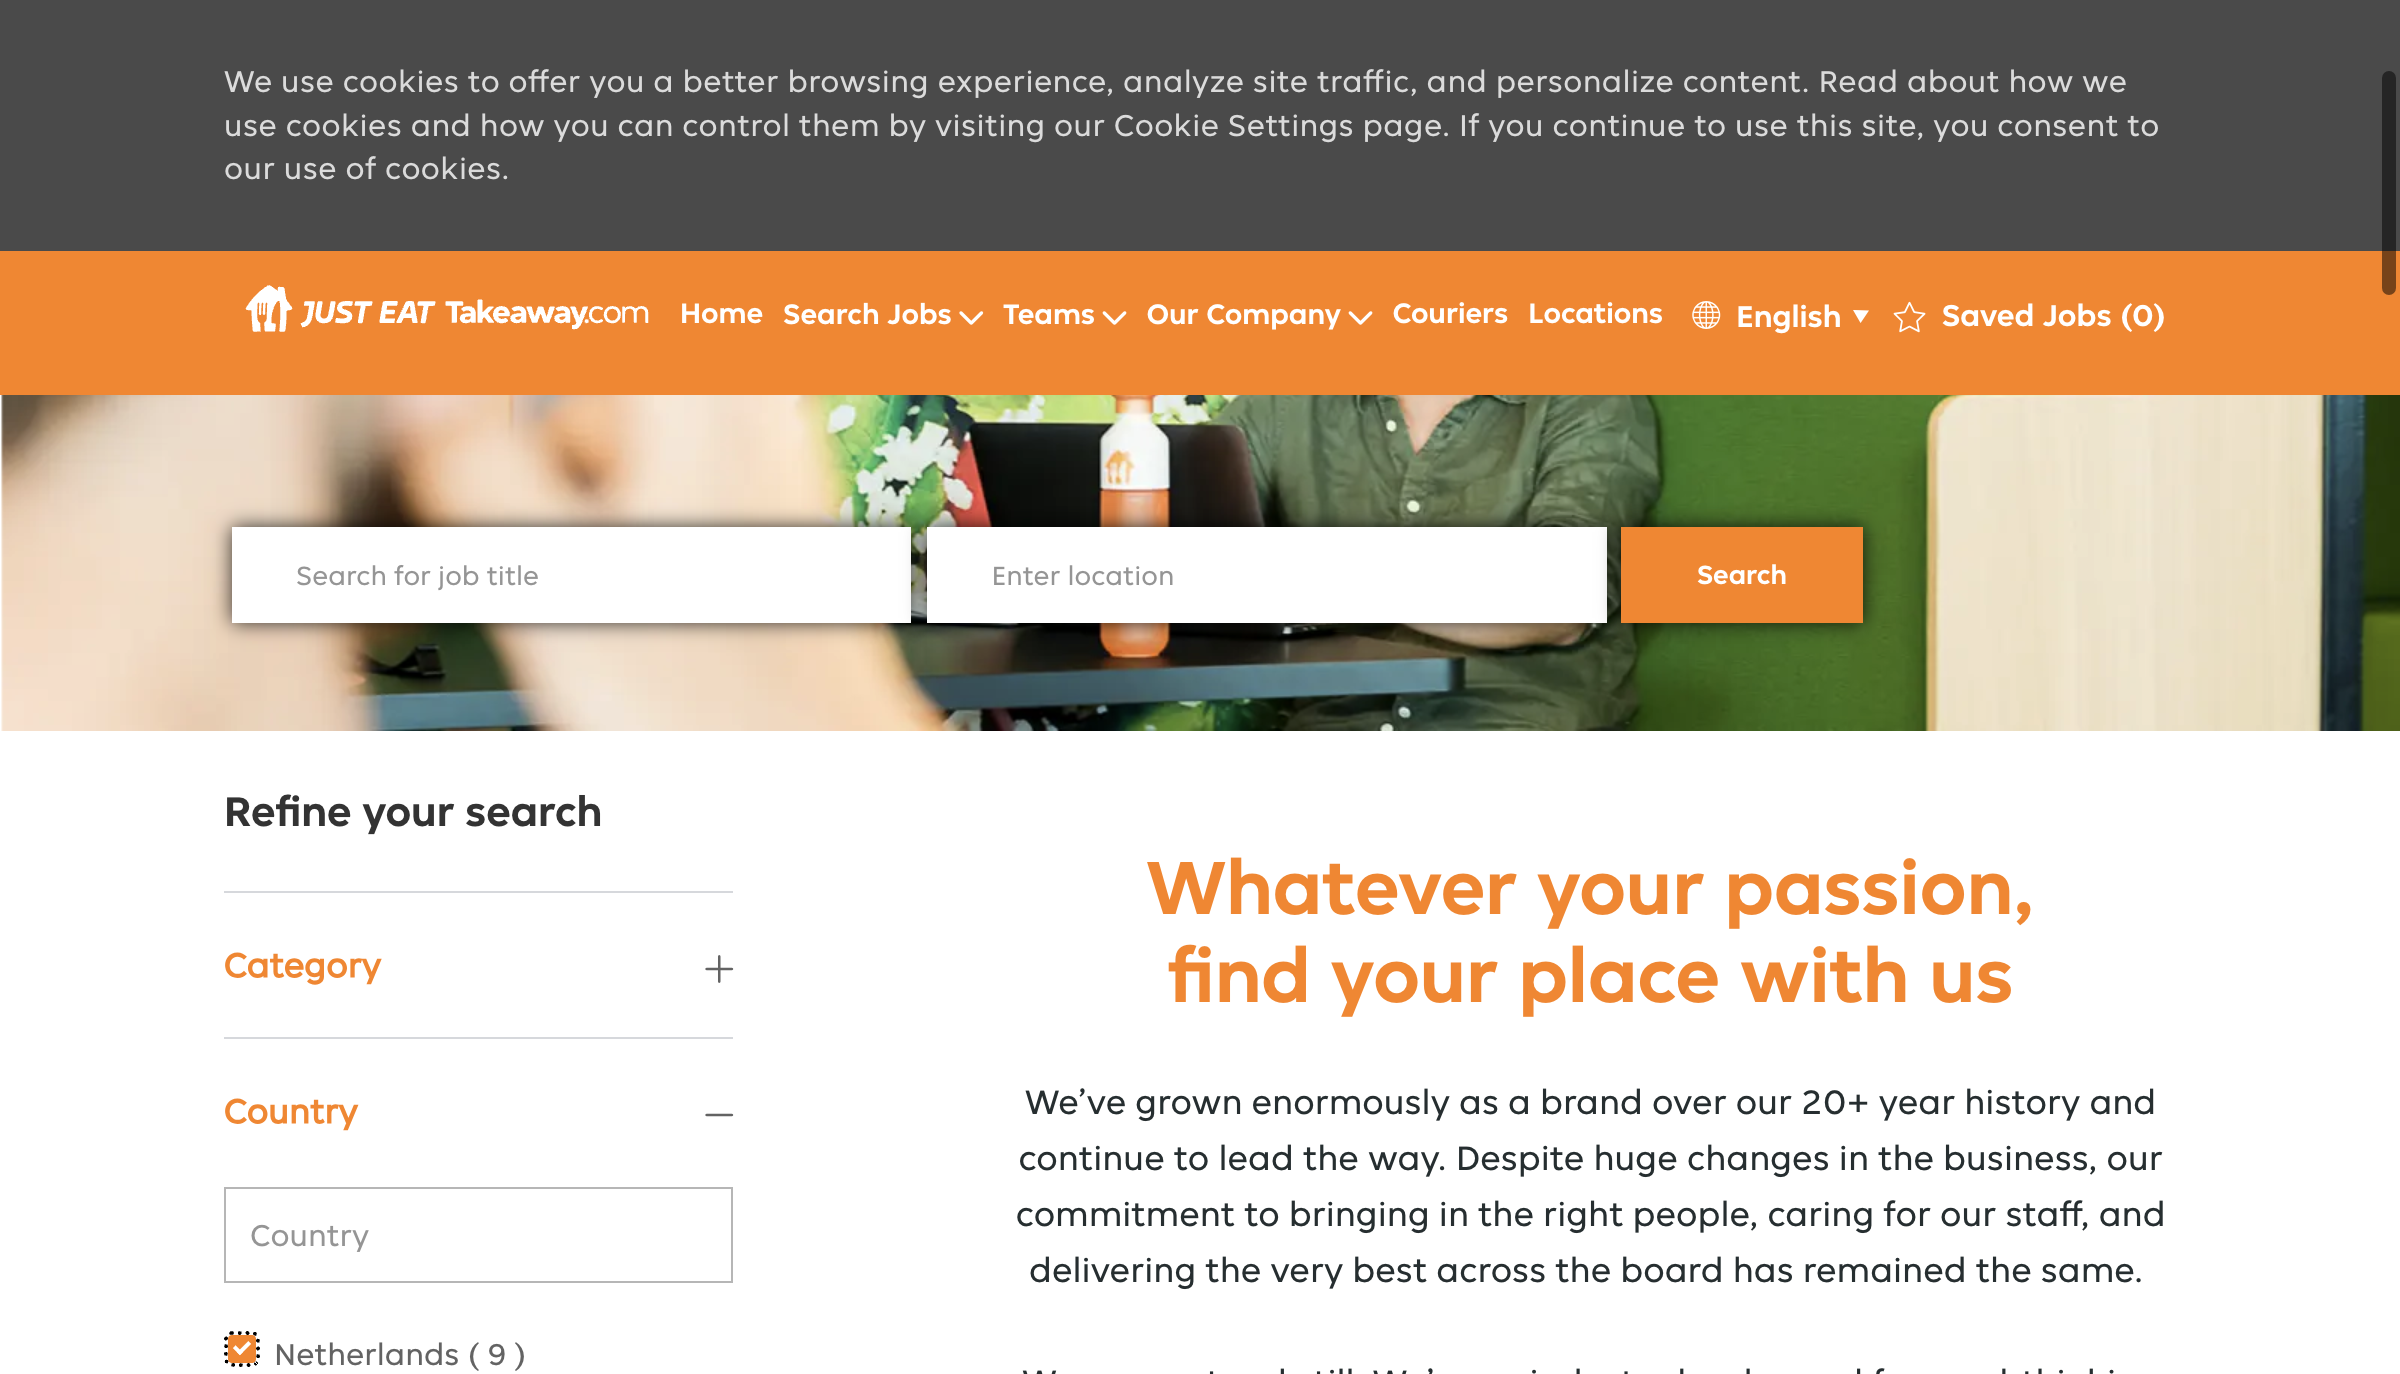 We use cookies to offer you a better browsing experience, analyze site traffic, and personalize content. Read about how we
use cookies and how you can control them by visiting our Cookie Settings page. If you continue to use this site, you consent to
our use of cookies.
JUST EAT Takeaway.com Home Search Jobs Teams Our Company Couriers Locations English Saved Jobs (0)
Search for job title Enter location Search
Refine your search
Category
Country
Country
Netherlands ( 9 )
Whatever your passion,
find your place with us
We’ve grown enormously as a brand over our 20+ year history and
continue to lead the way. Despite huge changes in the business, our
commitment to bringing in the right people, caring for our staff, and
delivering the very best across the board has remained the same.